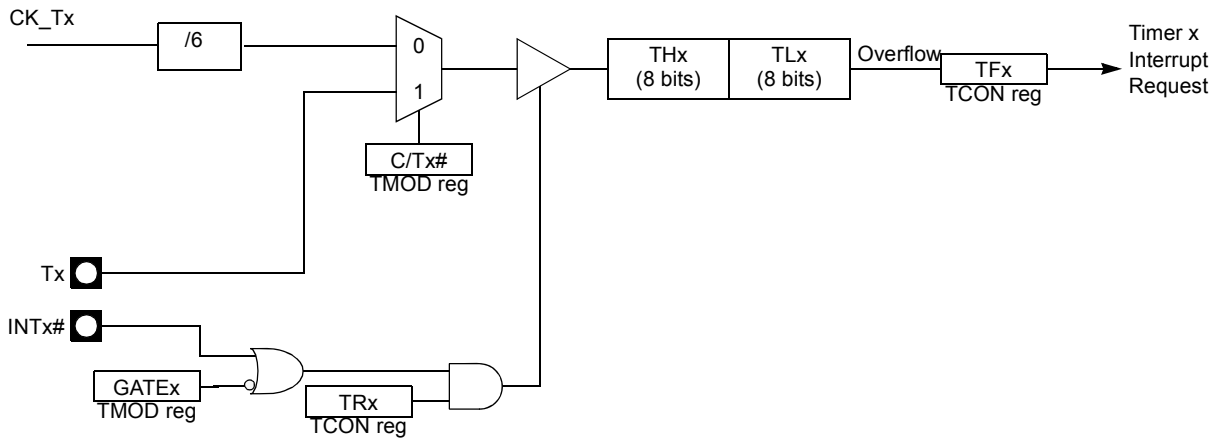 CK_Tx
/6
0
1
C/Tx#
TMOD reg
THx
(8 bits)
TLx
(8 bits)
Overflow
TFx
TCON reg
Timer x
Interrupt
Request
Tx
INTx#
GATEx
TMOD reg
TRx
TCON reg